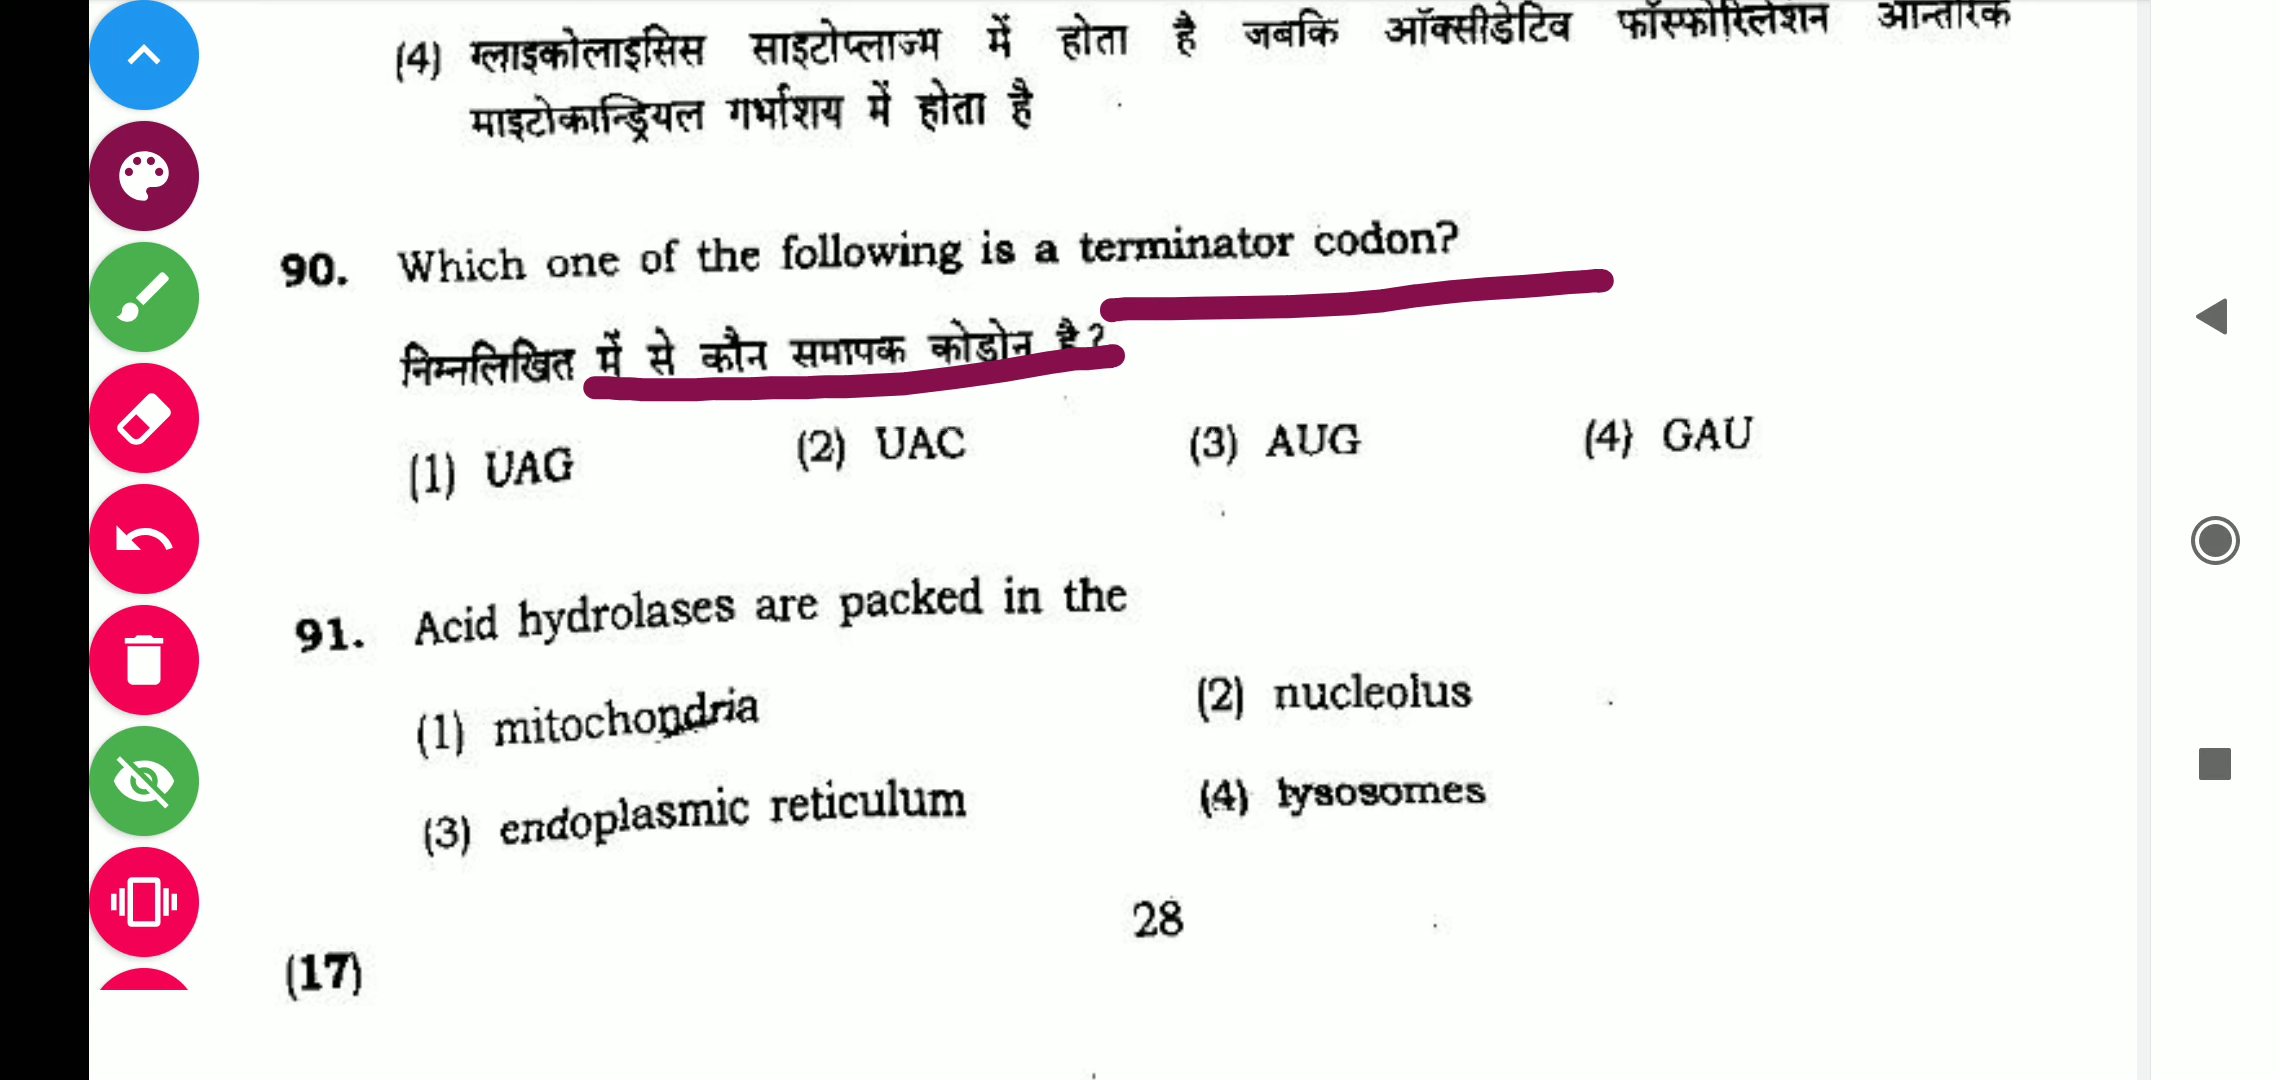 (4) ग्लाइकोलाइसिस साइटोप्लाज्म में होता है जबकि ऑक्सीडेटिव फॉस्फोरिलेशन आन्तरिक
माइटोकान्ड्रियल गर्भाशय में होता है
90. Which one of the following is a terminator codon?
निम्नलिखित में से कौन समापक कोडोन है?
(1) UAG (2) UAC (3) AUG (4) GAU
91. Acid hydrolases are packed in the
(1) mitochondria (2) nucleolus
(3) endoplasmic reticulum (4) lysosomes
28
(17)